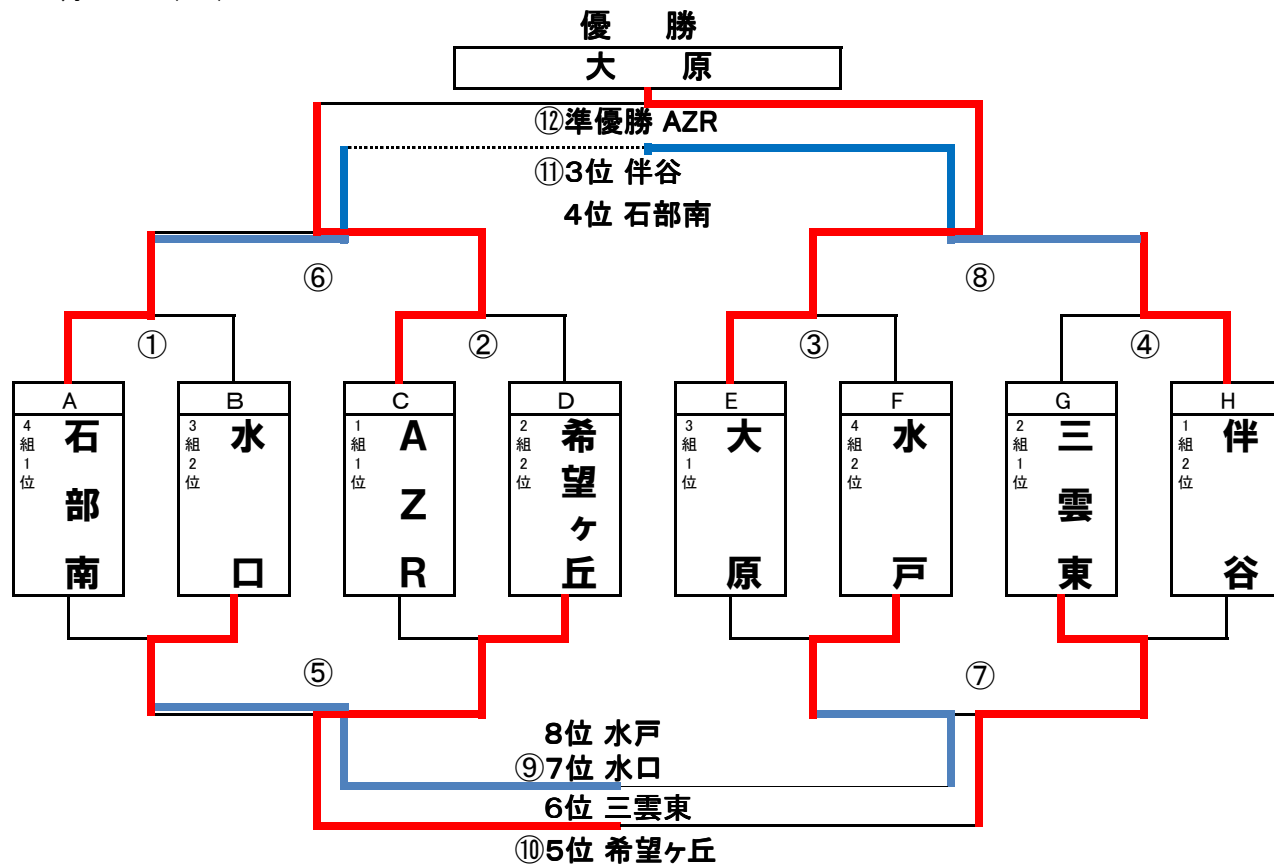 優　勝
大　原
⑫準優勝 AZR
⑪3位 伴谷
4位 石部南
⑥
⑧
①
②
③
④
A
B
C
D
E
F
G
H
4組1位
石部南
3組2位
水口
1組1位
AZR
2組2位
希望ヶ丘
3組1位
大原
4組2位
水戸
2組1位
三雲東
1組2位
伴谷
⑤
⑦
8位 水戸
⑨7位 水口
6位 三雲東
⑩5位 希望ヶ丘